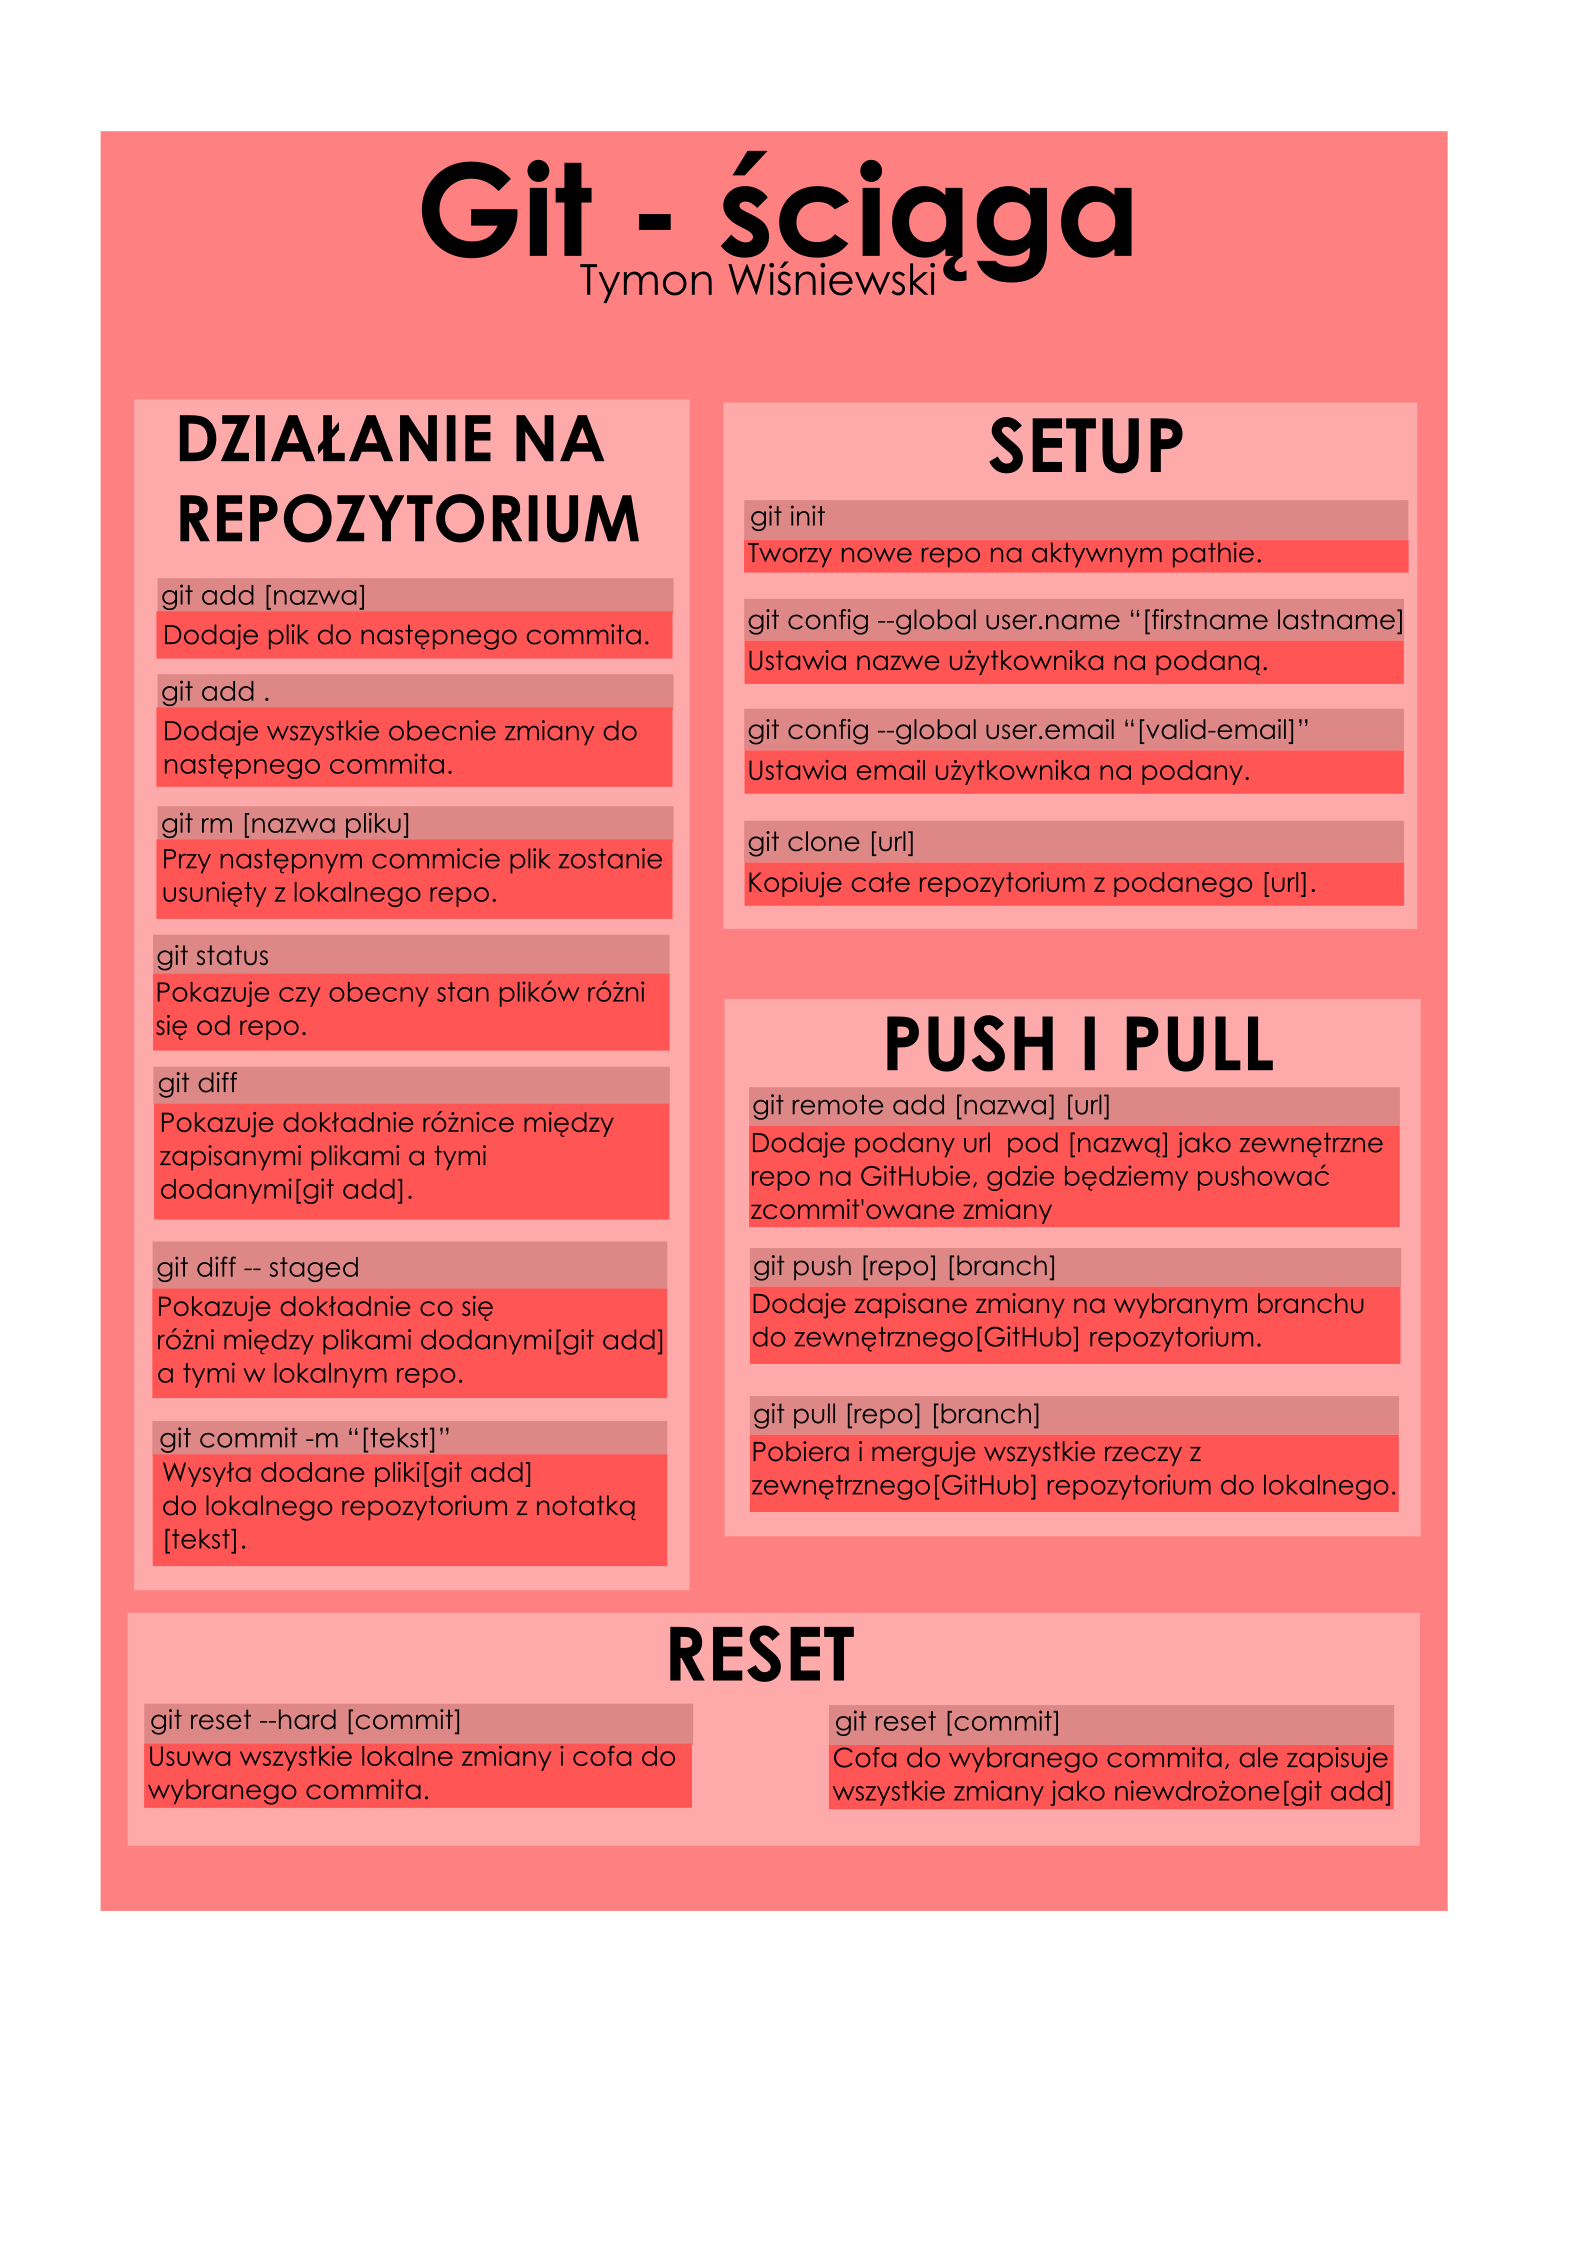 Git - ściąga
Tymon Wiśniewski
DZIAŁANIE NA
REPOZYTORIUM
git add [nazwa]
Dodaje plik do następnego commita.
git add .
Dodaje wszystkie obecnie zmiany do
następnego commita.
git rm [nazwa pliku]
Przy następnym commicie plik zostanie
usunięty z lokalnego repo.
git status
Pokazuje czy obecny stan plików różni
się od repo.
git diff
Pokazuje dokładnie różnice między
zapisanymi plikami a tymi
dodanymi[git add].
git diff -- staged
Pokazuje dokładnie co się
różni między plikami dodanymi[git add]
a tymi w lokalnym repo.
git commit -m “[tekst]”
Wysyła dodane pliki[git add]
do lokalnego repozytorium z notatką
[tekst].
SETUP
git init
Tworzy nowe repo na aktywnym pathie.
git config --global user.name “[firstname lastname]
Ustawia nazwe użytkownika na podaną.
git config --global user.email “[valid-email]”
Ustawia email użytkownika na podany.
git clone [url]
Kopiuje całe repozytorium z podanego [url].
PUSH I PULL
git remote add [nazwa] [url]
Dodaje podany url  pod [nazwą] jako zewnętrzne
repo na GitHubie, gdzie będziemy pushować
zcommit'owane zmiany
git push [repo] [branch]
Dodaje zapisane zmiany na wybranym branchu
do zewnętrznego[GitHub] repozytorium.
git pull [repo] [branch]
Pobiera i merguje wszystkie rzeczy z
zewnętrznego[GitHub] repozytorium do lokalnego.
RESET
git reset --hard [commit]
Usuwa wszystkie lokalne zmiany i cofa do
wybranego commita.
git reset [commit]
Cofa do wybranego commita, ale zapisuje
wszystkie zmiany jako niewdrożone[git add]